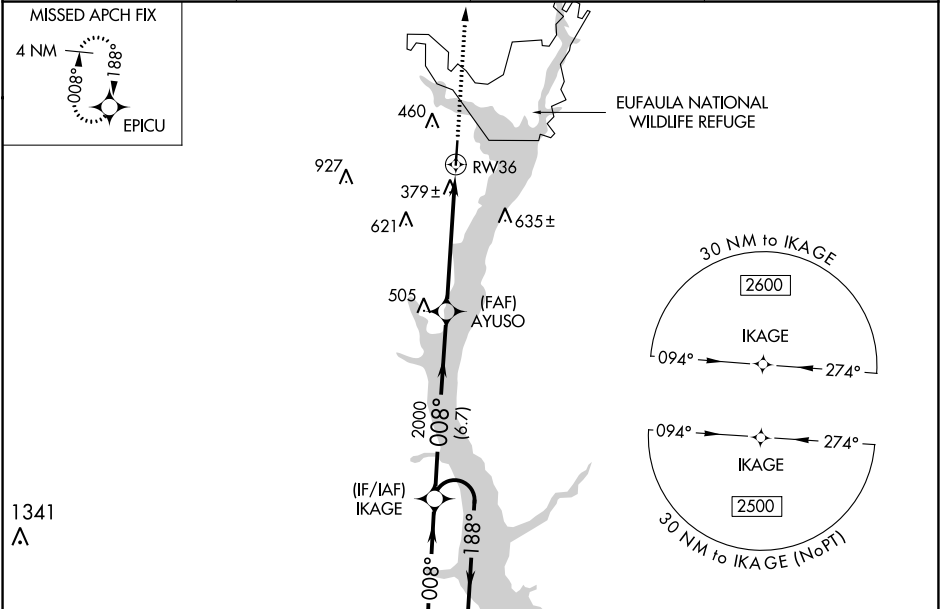 MISSED APCH FIX
4 NM
008°
188°
EPICU
EUFAULA NATIONAL
WILDLIFE REFUGE
460
927
RW36
379±
621
635±
505
(FAF)
AYUSO
2000
008°
(6.7)
(IF/IAF)
IKAGE
1341
008°
188°
30 NM to IKAGE
2600
IKAGE
094°
274°
094°
274°
IKAGE
2500
30 NM to IKAGE (NoPT)